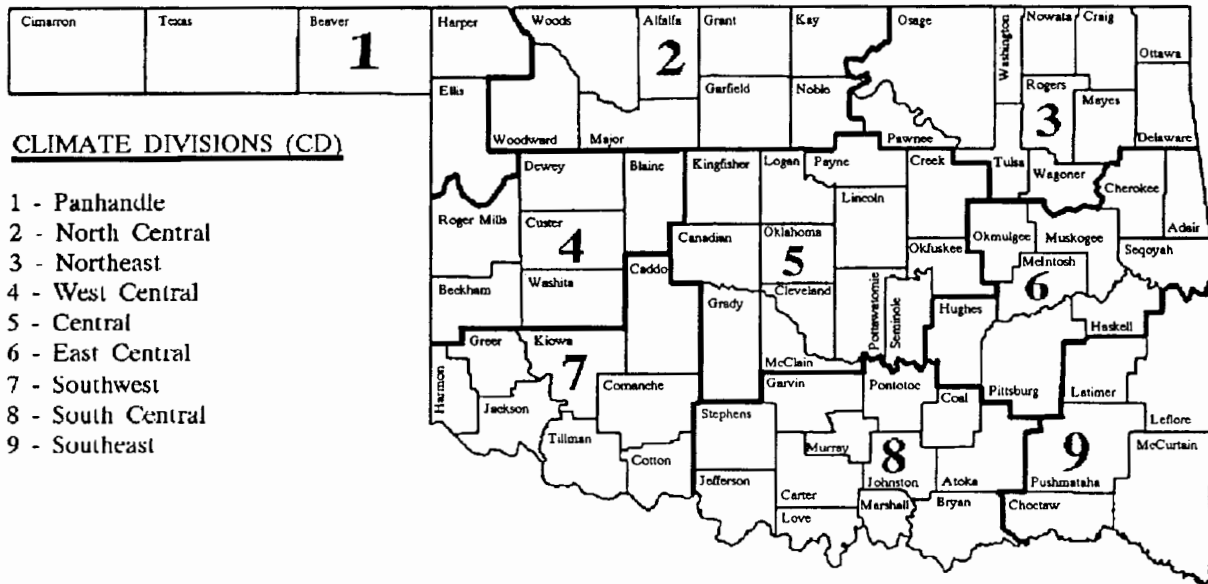 Cimarron
Texas
Beaver
Harper
Woods
Alfalfa
Grant
Kay
Osage
Washington
Nowata
Craig
Ottawa
1
2
Ellis
Garfield
Noble
Rogers
3
Mayes
Woodward
Major
Pawnee
Delaware
CLIMATE DIVISIONS (CD)
1 - Panhandle
2 - North Central
3 - Northeast
4 - West Central
5 - Central
6 - East Central
7 - Southwest
8 - South Central
9 - Southeast
Dewey
Blaine
Kingfisher
Logan
Payne
Creek
Tulsa
Wagoner
Cherokee
Lincoln
Roger Mills
Custer
4
Canadian
Oklahoma
5
Okfuskee
Okmulgee
Muskogee
Adair
Seqoyah
McIntosh
6
Beckham
Washita
Caddo
Grady
Cleveland
Pottawatomie
Seminole
Hughes
Haskell
Greer
Kiowa
7
McClain
Harmon
Jackson
Comanche
Garvin
Pontotoc
Coal
Pittsburg
Latimer
Leflore
Stephens
Tillman
Cotton
Murray
8
9
McCurtain
Jefferson
Carter
Johnston
Atoka
Pushmataha
Love
Marshall
Bryan
Choctaw